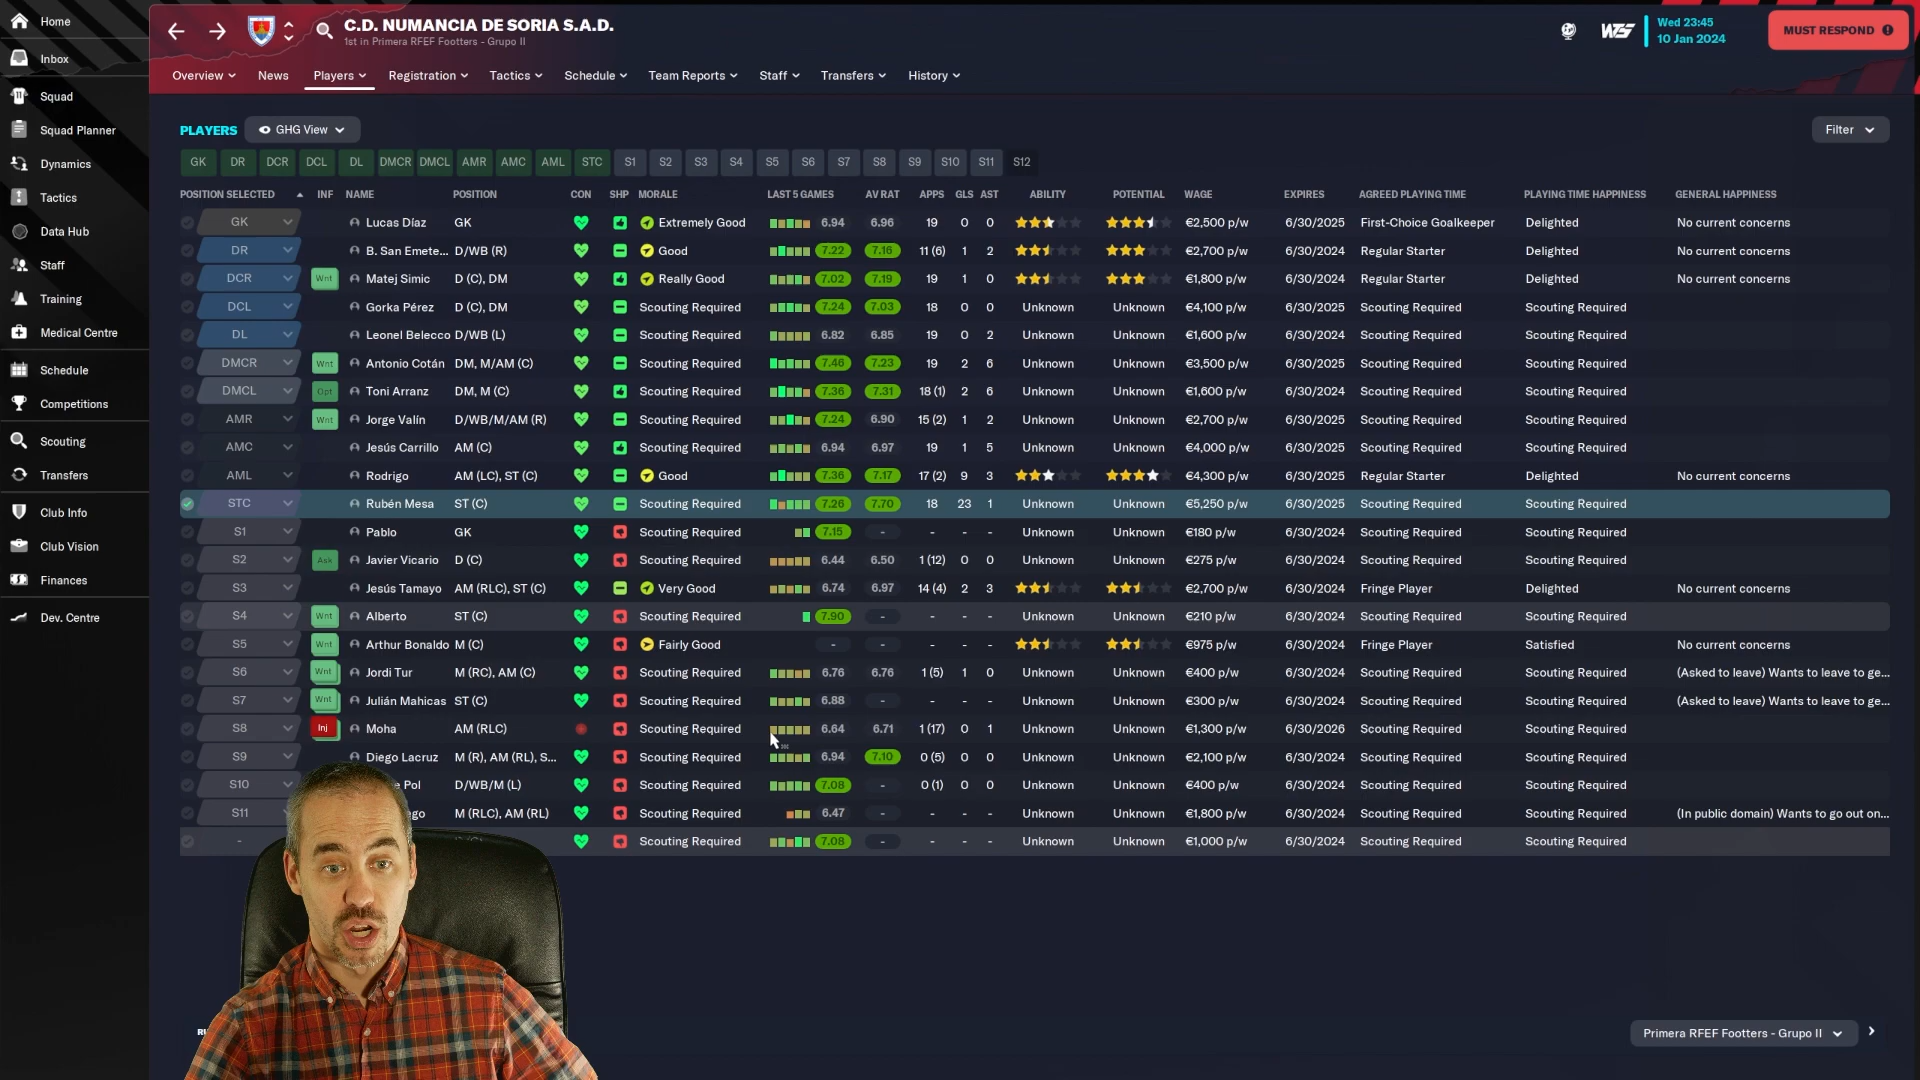 Home
Inbox
Squad
Squad Planner
Dynamics
Tactics
Data Hub
Staff
Training
Medical Centre
Schedule
Competitions
Scouting
Transfers
Club Info
Club Vision
Finances
Dev. Centre
C.D. NUMANCIA DE SORIA S.A.D.
1st in Primera RFEF Footters - Grupo II
Wed 23:45
10 Jan 2024
MUST RESPOND
Overview News Players Registration Tactics Schedule Team Reports Staff Transfers History
PLAYERS GHG View Filter
GK DR DCR DCL DL DMCR DMCL AMR AMC AML STC S1 S2 S3 S4 S5 S6 S7 S8 S9 S10 S11 S12
POSITION SELECTED INF NAME POSITION CON SHP MORALE LAST 5 GAMES AV RAT APPS GLS AST ABILITY POTENTIAL WAGE EXPIRES AGREED PLAYING TIME PLAYING TIME HAPPINESS GENERAL HAPPINESS
GK Lucas Díaz GK Extremely Good 6.94 6.96 19 0 0 €2,500 p/w 6/30/2025 First-Choice Goalkeeper Delighted No current concerns
DR B. San Emete... D/WB (R) Good 7.22 7.16 11 (6) 1 2 €2,700 p/w 6/30/2024 Regular Starter Delighted No current concerns
DCR Wnt Matej Simic D (C), DM Really Good 7.02 7.19 19 1 0 €1,800 p/w 6/30/2024 Regular Starter Delighted No current concerns
DCL Gorka Pérez D (C), DM Scouting Required 7.24 7.03 18 0 0 Unknown Unknown €4,100 p/w 6/30/2025 Scouting Required Scouting Required
DL Leonel Belecco D/WB (L) Scouting Required 6.82 6.85 19 0 2 Unknown Unknown €1,600 p/w 6/30/2024 Scouting Required Scouting Required
DMCR Wnt Antonio Cotán DM, M/AM (C) Scouting Required 7.46 7.23 19 2 6 Unknown Unknown €3,500 p/w 6/30/2024 Scouting Required Scouting Required
DMCL Opt Toni Arranz DM, M (C) Scouting Required 7.36 7.31 18 (1) 2 6 Unknown Unknown €1,600 p/w 6/30/2024 Scouting Required Scouting Required
AMR Wnt Jorge Valín D/WB/M/AM (R) Scouting Required 7.24 6.90 15 (2) 1 2 Unknown Unknown €2,700 p/w 6/30/2025 Scouting Required Scouting Required
AMC Jesús Carrillo AM (C) Scouting Required 6.94 6.97 19 1 5 Unknown Unknown €4,000 p/w 6/30/2025 Scouting Required Scouting Required
AML Rodrigo AM (LC), ST (C) Good 7.36 7.17 17 (2) 9 3 €4,300 p/w 6/30/2025 Regular Starter Delighted No current concerns
STC Rubén Mesa ST (C) Scouting Required 7.26 7.70 18 23 1 Unknown Unknown €5,250 p/w 6/30/2025 Scouting Required Scouting Required
S1 Pablo GK Scouting Required 7.15 - - - - Unknown Unknown €180 p/w 6/30/2024 Scouting Required Scouting Required
S2 Ask Javier Vicario D (C) Scouting Required 6.44 6.50 1 (12) 0 0 Unknown Unknown €275 p/w 6/30/2024 Scouting Required Scouting Required
S3 Jesús Tamayo AM (RLC), ST (C) Very Good 6.74 6.97 14 (4) 2 3 €2,700 p/w 6/30/2024 Fringe Player Delighted No current concerns
S4 Wnt Alberto ST (C) Scouting Required 7.90 - - - - Unknown Unknown €210 p/w 6/30/2024 Scouting Required Scouting Required
S5 Wnt Arthur Bonaldo M (C) Fairly Good - - - - - €975 p/w 6/30/2024 Fringe Player Satisfied No current concerns
S6 Wnt Jordi Tur M (RC), AM (C) Scouting Required 6.76 6.76 1 (5) 1 0 Unknown Unknown €400 p/w 6/30/2024 Scouting Required Scouting Required (Asked to leave) Wants to leave to ge...
S7 Wnt Julián Mahicas ST (C) Scouting Required 6.88 - - - - Unknown Unknown €300 p/w 6/30/2024 Scouting Required Scouting Required (Asked to leave) Wants to leave to ge...
S8 Inj Moha AM (RLC) Scouting Required 6.64 6.71 1 (17) 0 1 Unknown Unknown €1,300 p/w 6/30/2026 Scouting Required Scouting Required
S9 Diego Lacruz M (R), AM (RL), S... Scouting Required 6.94 7.10 0 (5) 0 0 Unknown Unknown €2,100 p/w 6/30/2024 Scouting Required Scouting Required
S10 Pol D/WB/M (L) Scouting Required 7.08 - 0 (1) 0 0 Unknown Unknown €400 p/w 6/30/2024 Scouting Required Scouting Required
S11 M (RLC), AM (RL) Scouting Required 6.47 - - - - Unknown Unknown €1,800 p/w 6/30/2024 Scouting Required Scouting Required (In public domain) Wants to go out on...
- Scouting Required 7.08 - - - - Unknown Unknown €1,000 p/w 6/30/2024 Scouting Required Scouting Required
Primera RFEF Footters - Grupo II